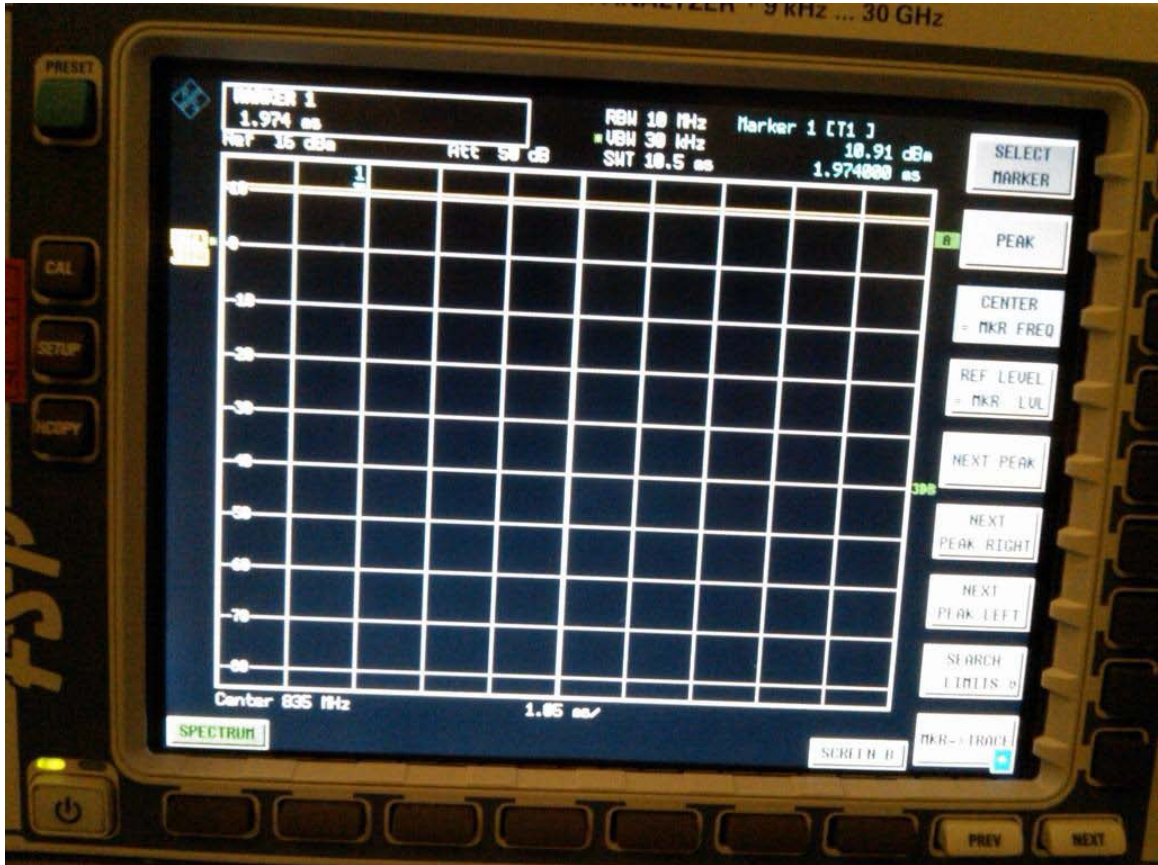 ANALYZER · 9 kHz ... 30 GHz
PRESET
MARKER 1
1.974 ms
Ref 16 dBm
Att 50 dB
RBW 10 MHz
VBW 30 kHz
SWT 10.5 ms
Marker 1 [T1 ]
10.91 dBm
1.974000 ms
SELECT
MARKER
1
10
0
-10
-20
-30
-40
-50
-60
-70
-80
A
3DB
PEAK
CENTER
= MKR FREQ
REF LEVEL
= MKR LVL
NEXT PEAK
NEXT
PEAK RIGHT
NEXT
PEAK LEFT
SEARCH
LIMITS
MKR->TRACE
CAL
SETUP
HCOPY
FSP
Center 835 MHz
1.05 ms/
SPECTRUM
SCREEN B
PREV
NEXT